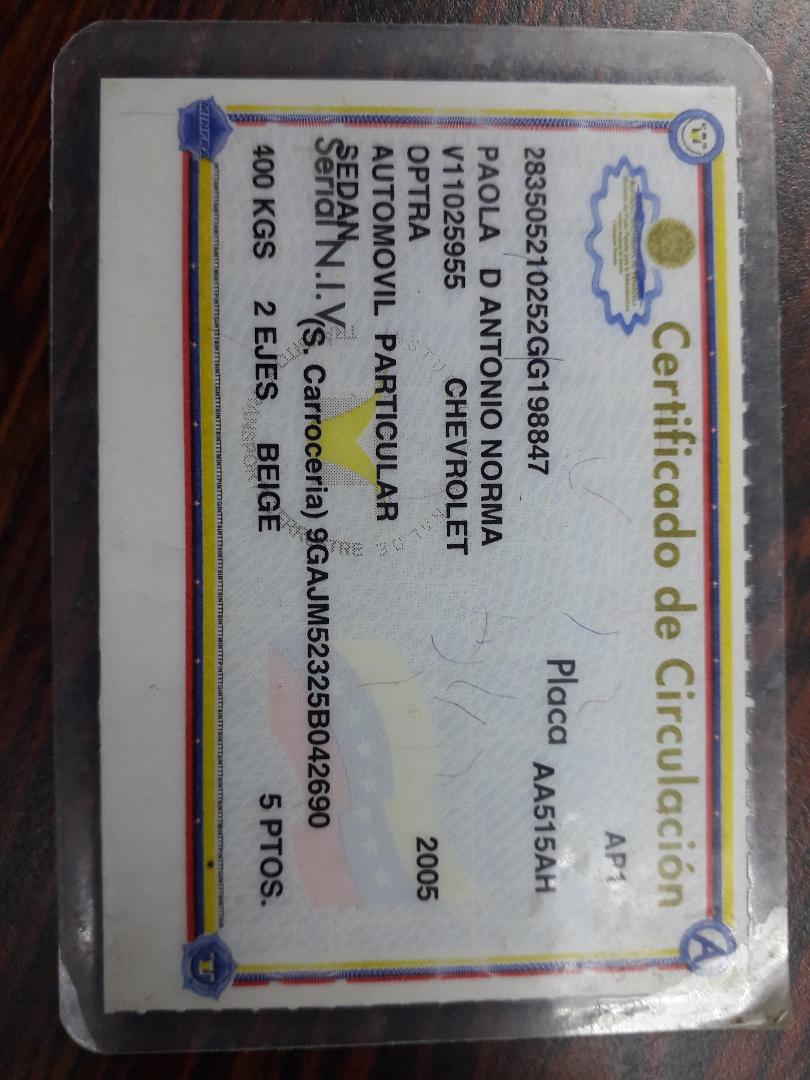 Certificado de Circulación
AP1
Placa AA515AH
283505210252GG198847
PAOLA D ANTONIO NORMA
V11025955 CHEVROLET
OPTRA 2005
AUTOMOVIL PARTICULAR
SEDAN
Serial N.I.V (S. Carroceria) 9GAJM52325B042690
400 KGS 2 EJES BEIGE 5 PTOS.